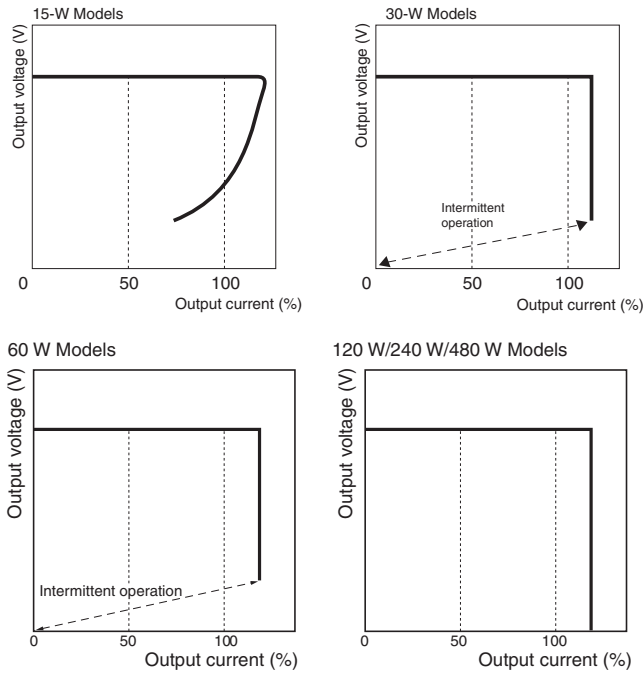 15-W Models
Output voltage (V)
Intermittent
operation
0
50
100
Output current (%)
30-W Models
Output voltage (V)
0
50
100
Output current (%)
60 W Models
Output voltage (V)
Intermittent operation
0
50
100
Output current (%)
120 W/240 W/480 W Models
Output voltage (V)
0
50
100
Output current (%)